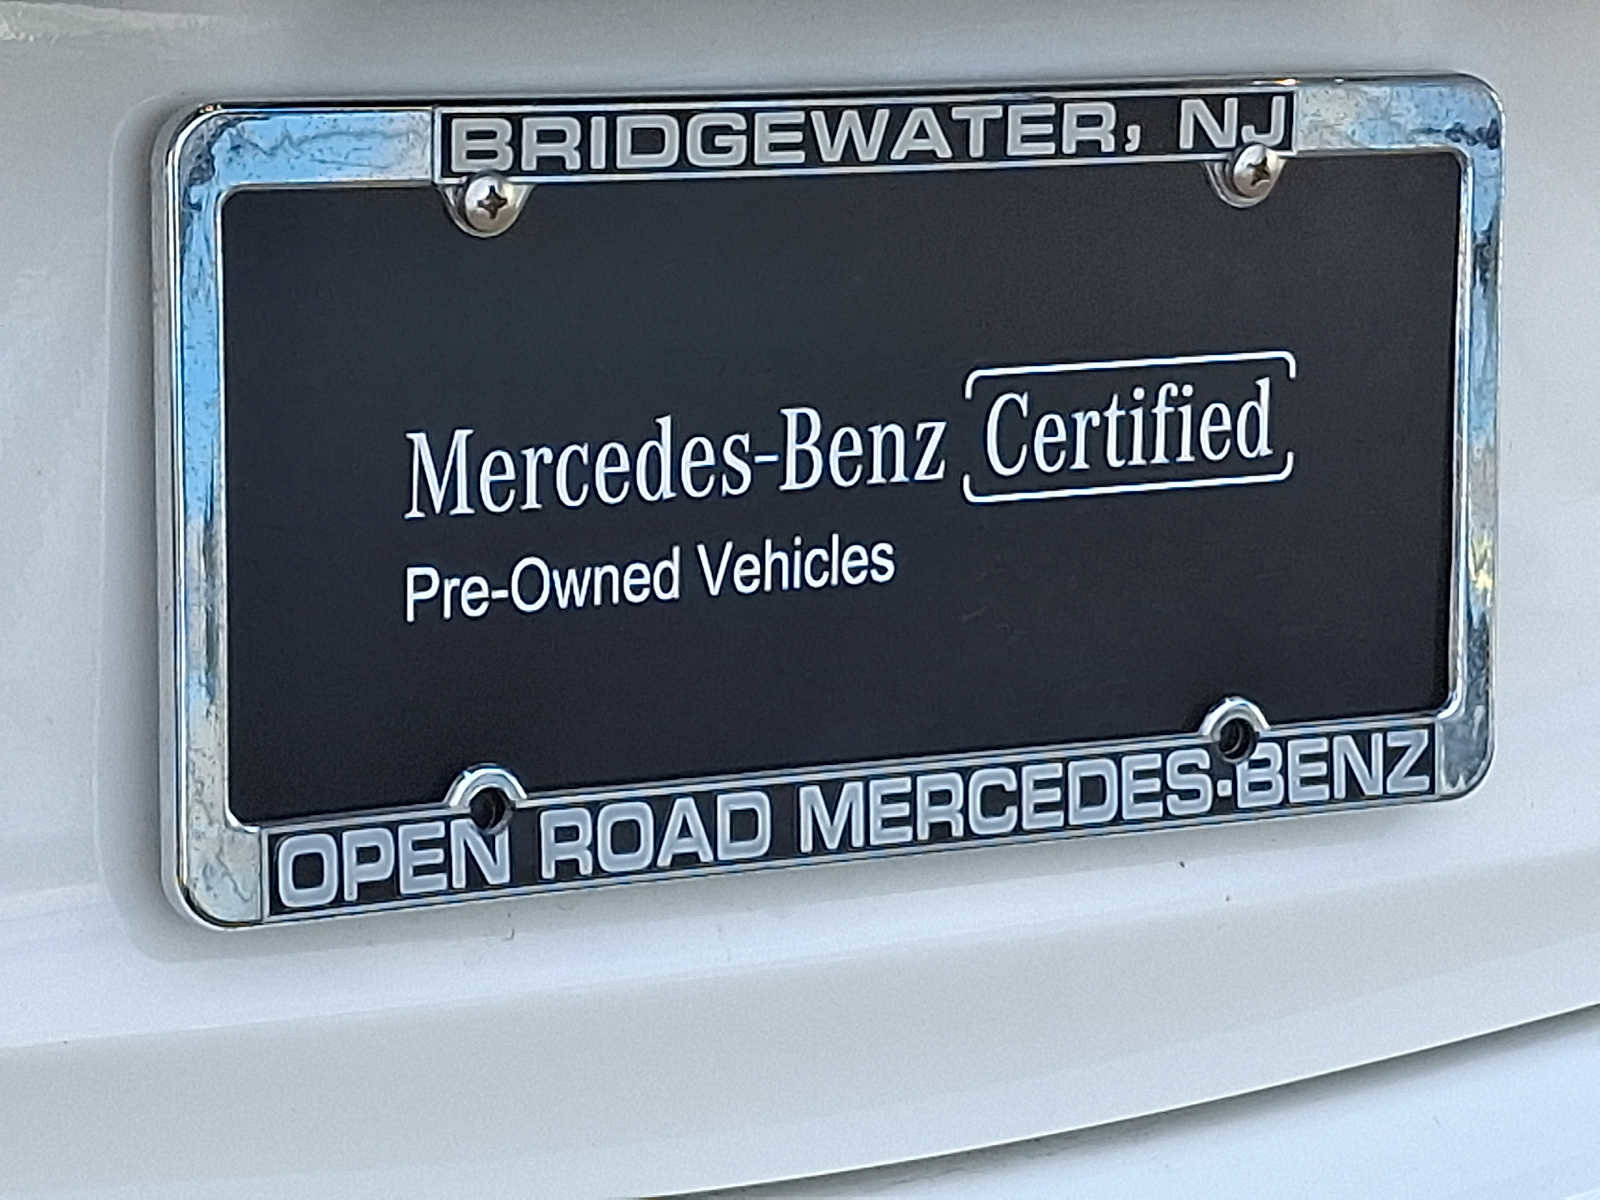 BRIDGEWATER, NJ
Mercedes-Benz Certified
Pre-Owned Vehicles
OPEN ROAD MERCEDES-BENZ